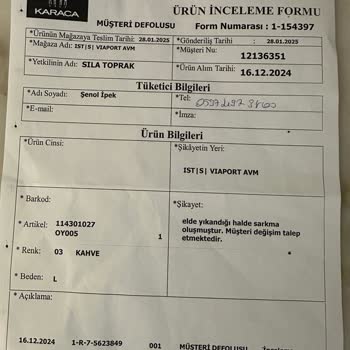 KARACA
ÜRÜN İNCELEME FORMU
MÜŞTERİ DEFOLUSU Form Numarası : 1-154397
*Ürünün Mağazaya Teslim Tarihi: 28.01.2025 *Gönderiliş Tarihi : 28.01.2025
*Mağaza Adı: IST|S| VIAPORT AVM *Müşteri No: 12136351
*Yetkilinin Adı: SILA TOPRAK *Ürün Alım Tarihi: 16.12.2024
Tüketici Bilgileri
*Adı Soyadı: Şenol İpek *Tel:
*E-mail: *İmza:
Ürün Bilgileri
*Ürün Cinsi: *Şikayetin Yeri:
IST|S| VIAPORT AVM
* Barkod: *Şikayet:
* Artikel: 114301027
OY005 1
elde yıkandığı halde sarkma
oluşmuştur. Müşteri değişim talep
etmektedir.
* Renk: 03 KAHVE
* Beden: L
* Açıklama:
16.12.2024 1-R-7-5623849 001 MÜŞTERİ DEFOLUSU